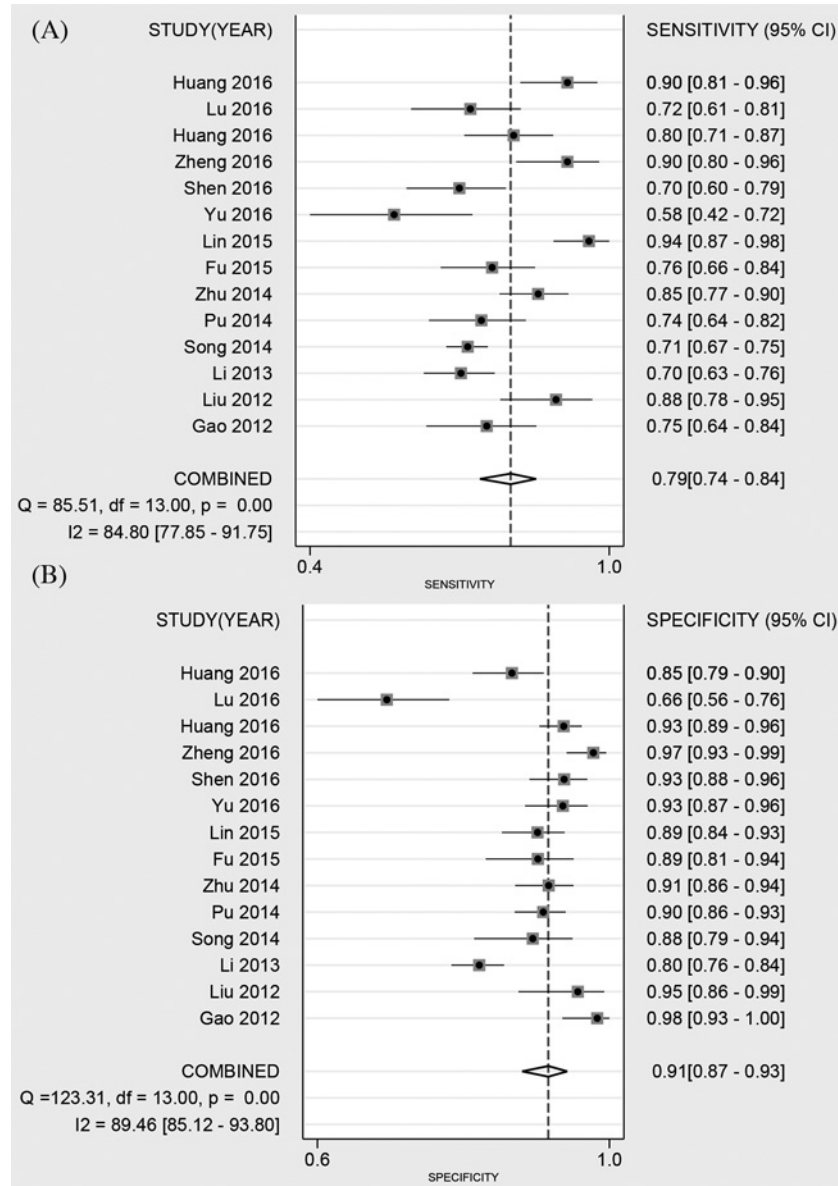 (A)
STUDY(YEAR) SENSITIVITY (95% CI)
Huang 2016 0.90 [0.81 - 0.96]
Lu 2016 0.72 [0.61 - 0.81]
Huang 2016 0.80 [0.71 - 0.87]
Zheng 2016 0.90 [0.80 - 0.96]
Shen 2016 0.70 [0.60 - 0.79]
Yu 2016 0.58 [0.42 - 0.72]
Lin 2015 0.94 [0.87 - 0.98]
Fu 2015 0.76 [0.66 - 0.84]
Zhu 2014 0.85 [0.77 - 0.90]
Pu 2014 0.74 [0.64 - 0.82]
Song 2014 0.71 [0.67 - 0.75]
Li 2013 0.70 [0.63 - 0.76]
Liu 2012 0.88 [0.78 - 0.95]
Gao 2012 0.75 [0.64 - 0.84]
COMBINED 0.79[0.74 - 0.84]
Q = 85.51, df = 13.00, p = 0.00
I2 = 84.80 [77.85 - 91.75]
0.4 1.0
SENSITIVITY
(B)
STUDY(YEAR) SPECIFICITY (95% CI)
Huang 2016 0.85 [0.79 - 0.90]
Lu 2016 0.66 [0.56 - 0.76]
Huang 2016 0.93 [0.89 - 0.96]
Zheng 2016 0.97 [0.93 - 0.99]
Shen 2016 0.93 [0.88 - 0.96]
Yu 2016 0.93 [0.87 - 0.96]
Lin 2015 0.89 [0.84 - 0.93]
Fu 2015 0.89 [0.81 - 0.94]
Zhu 2014 0.91 [0.86 - 0.94]
Pu 2014 0.90 [0.86 - 0.93]
Song 2014 0.88 [0.79 - 0.94]
Li 2013 0.80 [0.76 - 0.84]
Liu 2012 0.95 [0.86 - 0.99]
Gao 2012 0.98 [0.93 - 1.00]
COMBINED 0.91[0.87 - 0.93]
Q =123.31, df = 13.00, p = 0.00
I2 = 89.46 [85.12 - 93.80]
0.6 1.0
SPECIFICITY